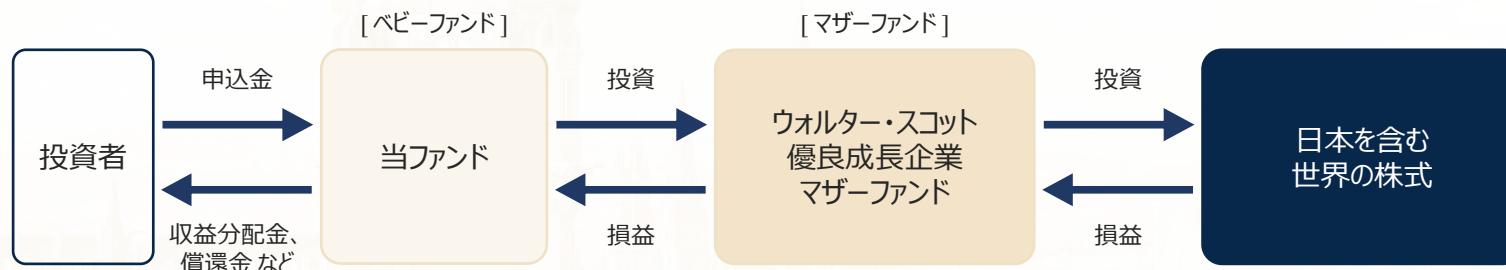 [ ベビーファンド ]
[ マザーファンド ]
投資者
申込金
収益分配金、
償還金 など
当ファンド
投資
損益
ウォルター・スコット
優良成長企業
マザーファンド
投資
損益
日本を含む
世界の株式